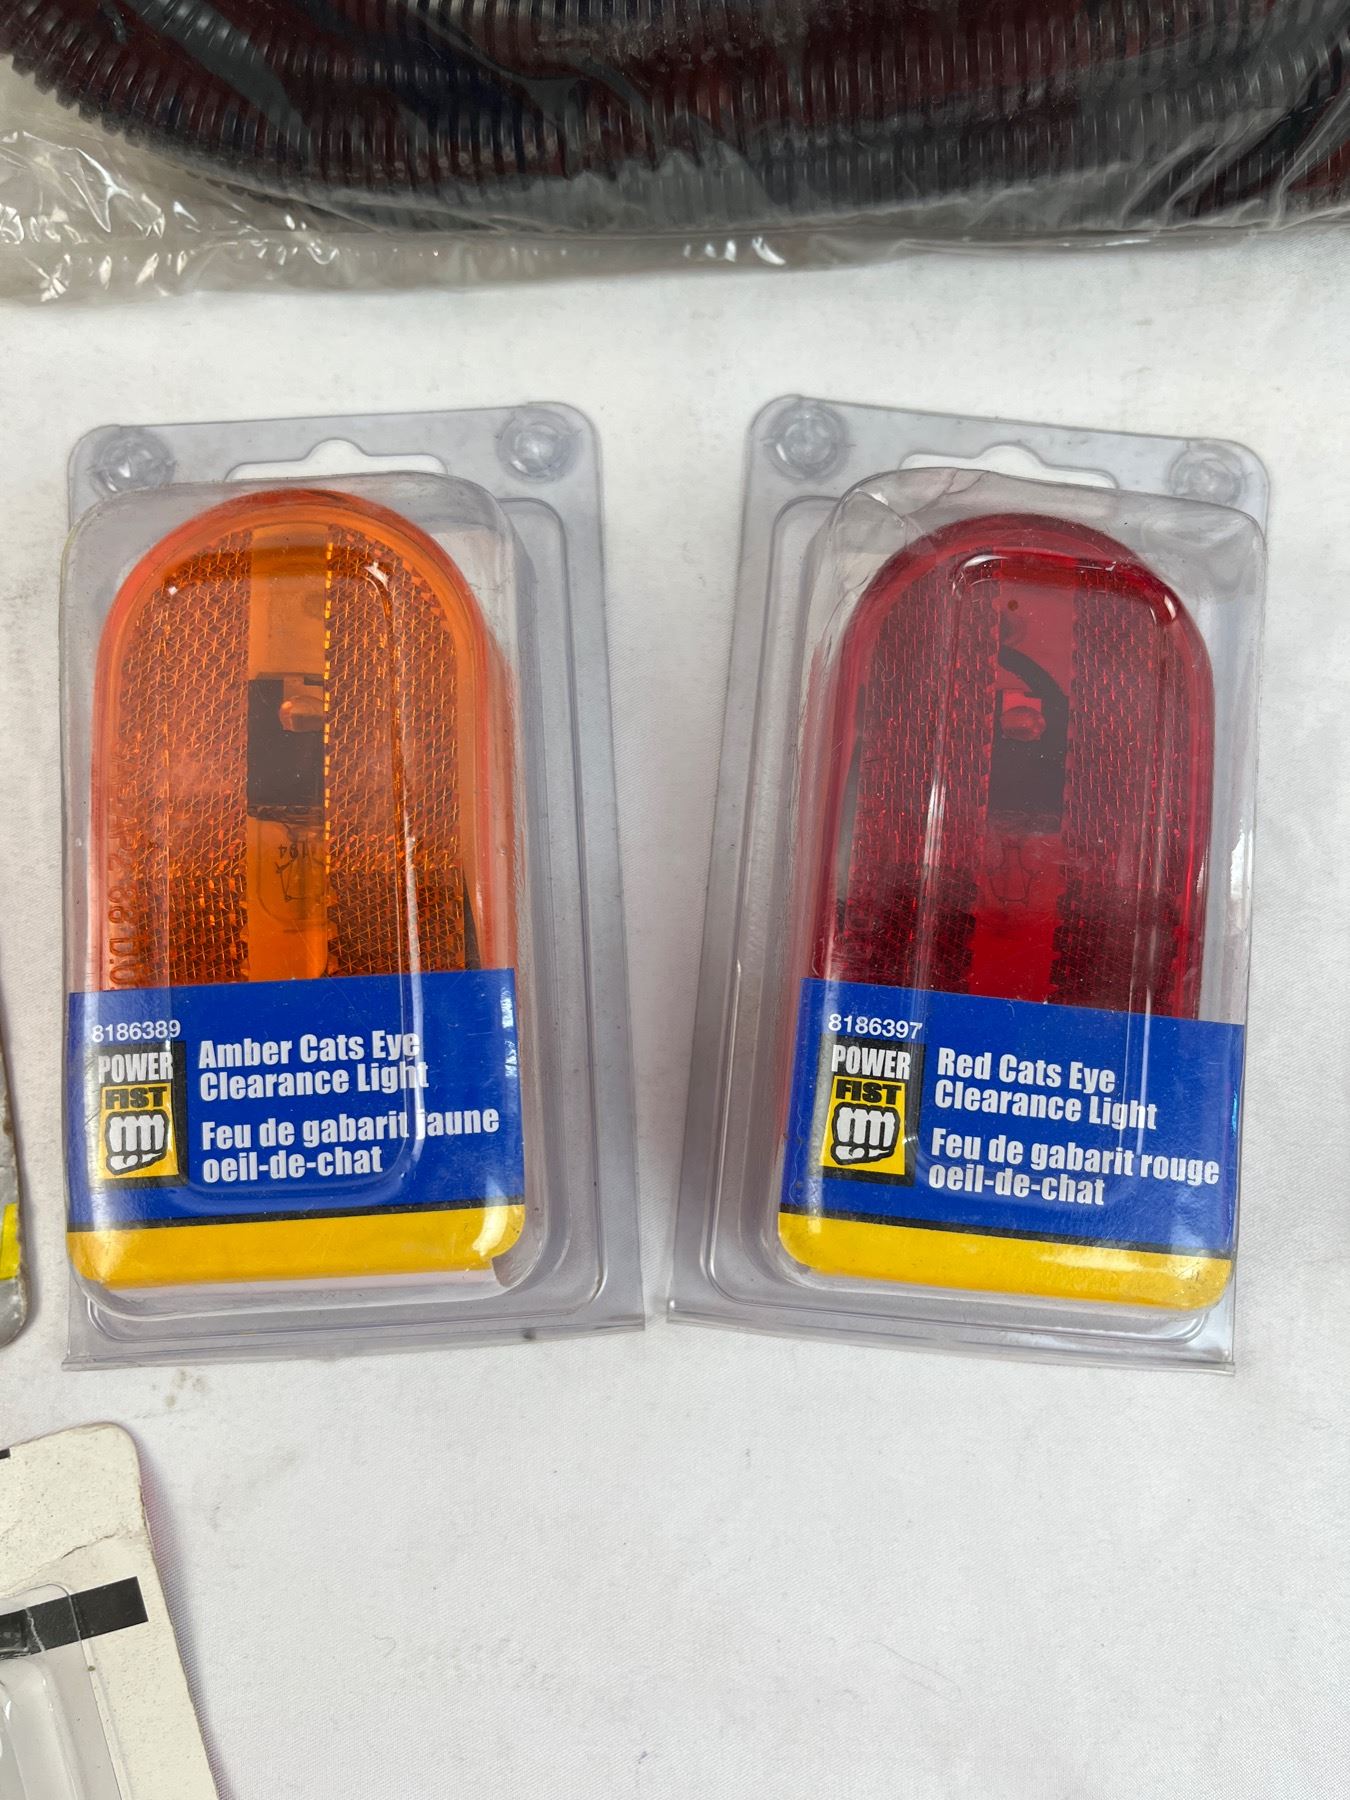 8186389
POWER
FIST
Amber Cats Eye
Clearance Light
Feu de gabarit jaune
oeil-de-chat
194
8186397
POWER
FIST
Red Cats Eye
Clearance Light
Feu de gabarit rouge
oeil-de-chat